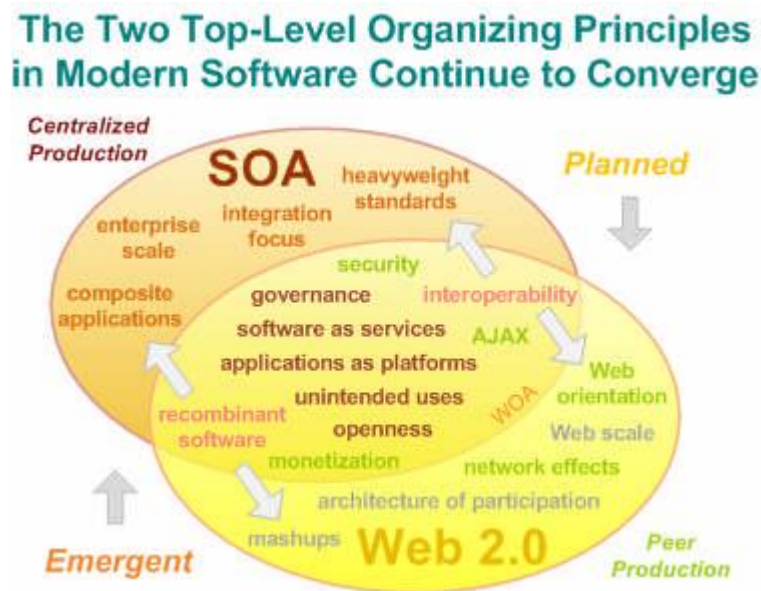 The Two Top-Level Organizing Principles
in Modern Software Continue to Converge
Centralized
Production
SOA
Planned
heavyweight
standards
integration
focus
enterprise
scale
security
composite
applications
governance
interoperability
software as services
AJAX
applications as platforms
Web
orientation
unintended uses
WOA
recombinant
software
openness
Web scale
monetization
network effects
architecture of participation
mashups
Web 2.0
Emergent
Peer
Production